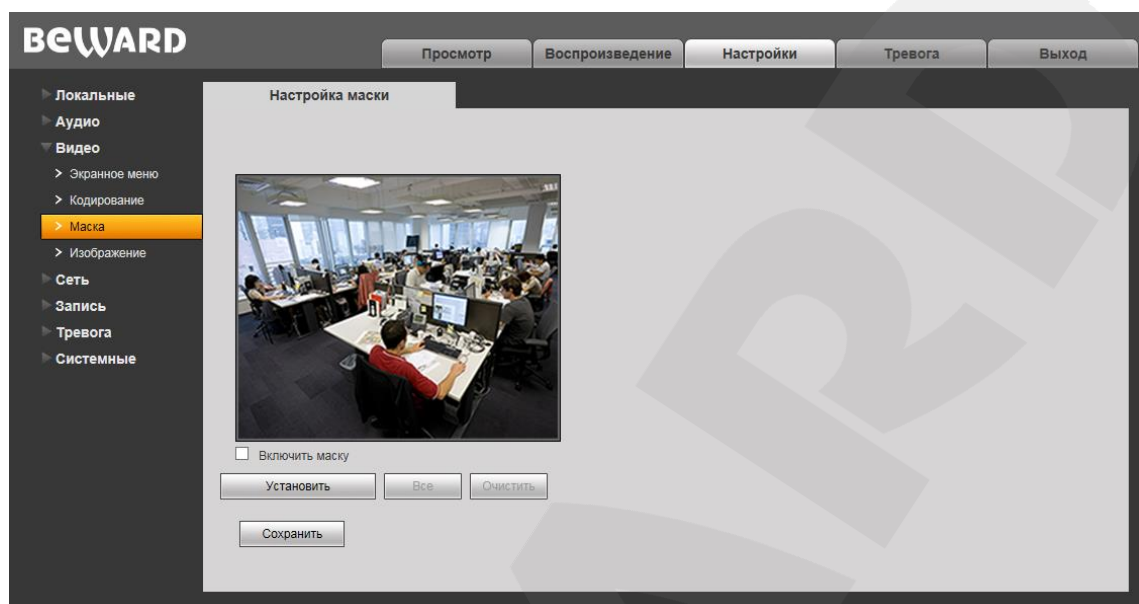 BEWARD
Просмотр Воспроизведение Настройки Тревога Выход
Локальные
Аудио
Видео
> Экранное меню
> Кодирование
> Маска
> Изображение
Сеть
Запись
Тревога
Системные
Настройка маски
Включить маску
Установить Все Очистить
Сохранить